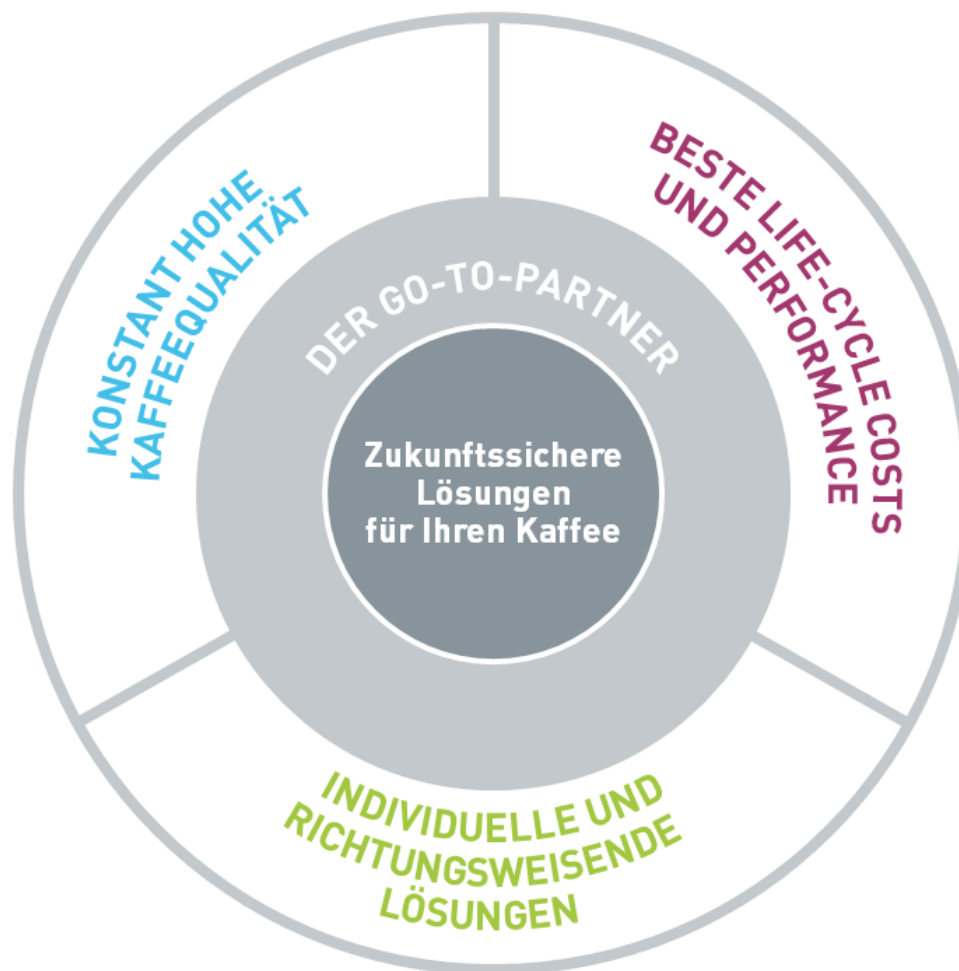 KONSTANT HOHE
KAFFEEQUALITÄT
BESTE LIFE-CYCLE COSTS
UND PERFORMANCE
DER GO-TO-PARTNER
Zukunftssichere
Lösungen
für Ihren Kaffee
INDIVIDUELLE UND
RICHTUNGSWEISENDE
LÖSUNGEN